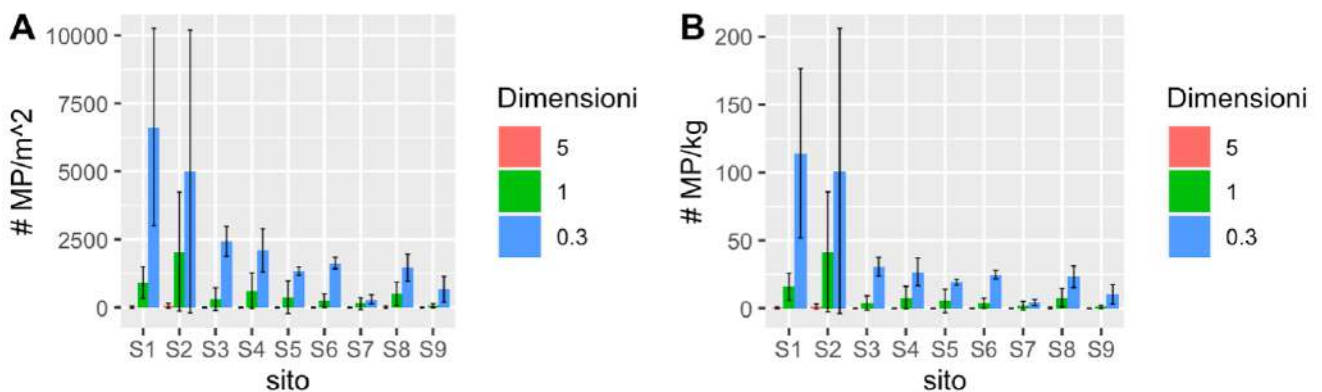 A
# MP/m^2
10000
7500
5000
2500
0
S1 S2 S3 S4 S5 S6 S7 S8 S9
sito
Dimensioni
5
1
0.3
B
# MP/kg
200
150
100
50
0
S1 S2 S3 S4 S5 S6 S7 S8 S9
sito
Dimensioni
5
1
0.3